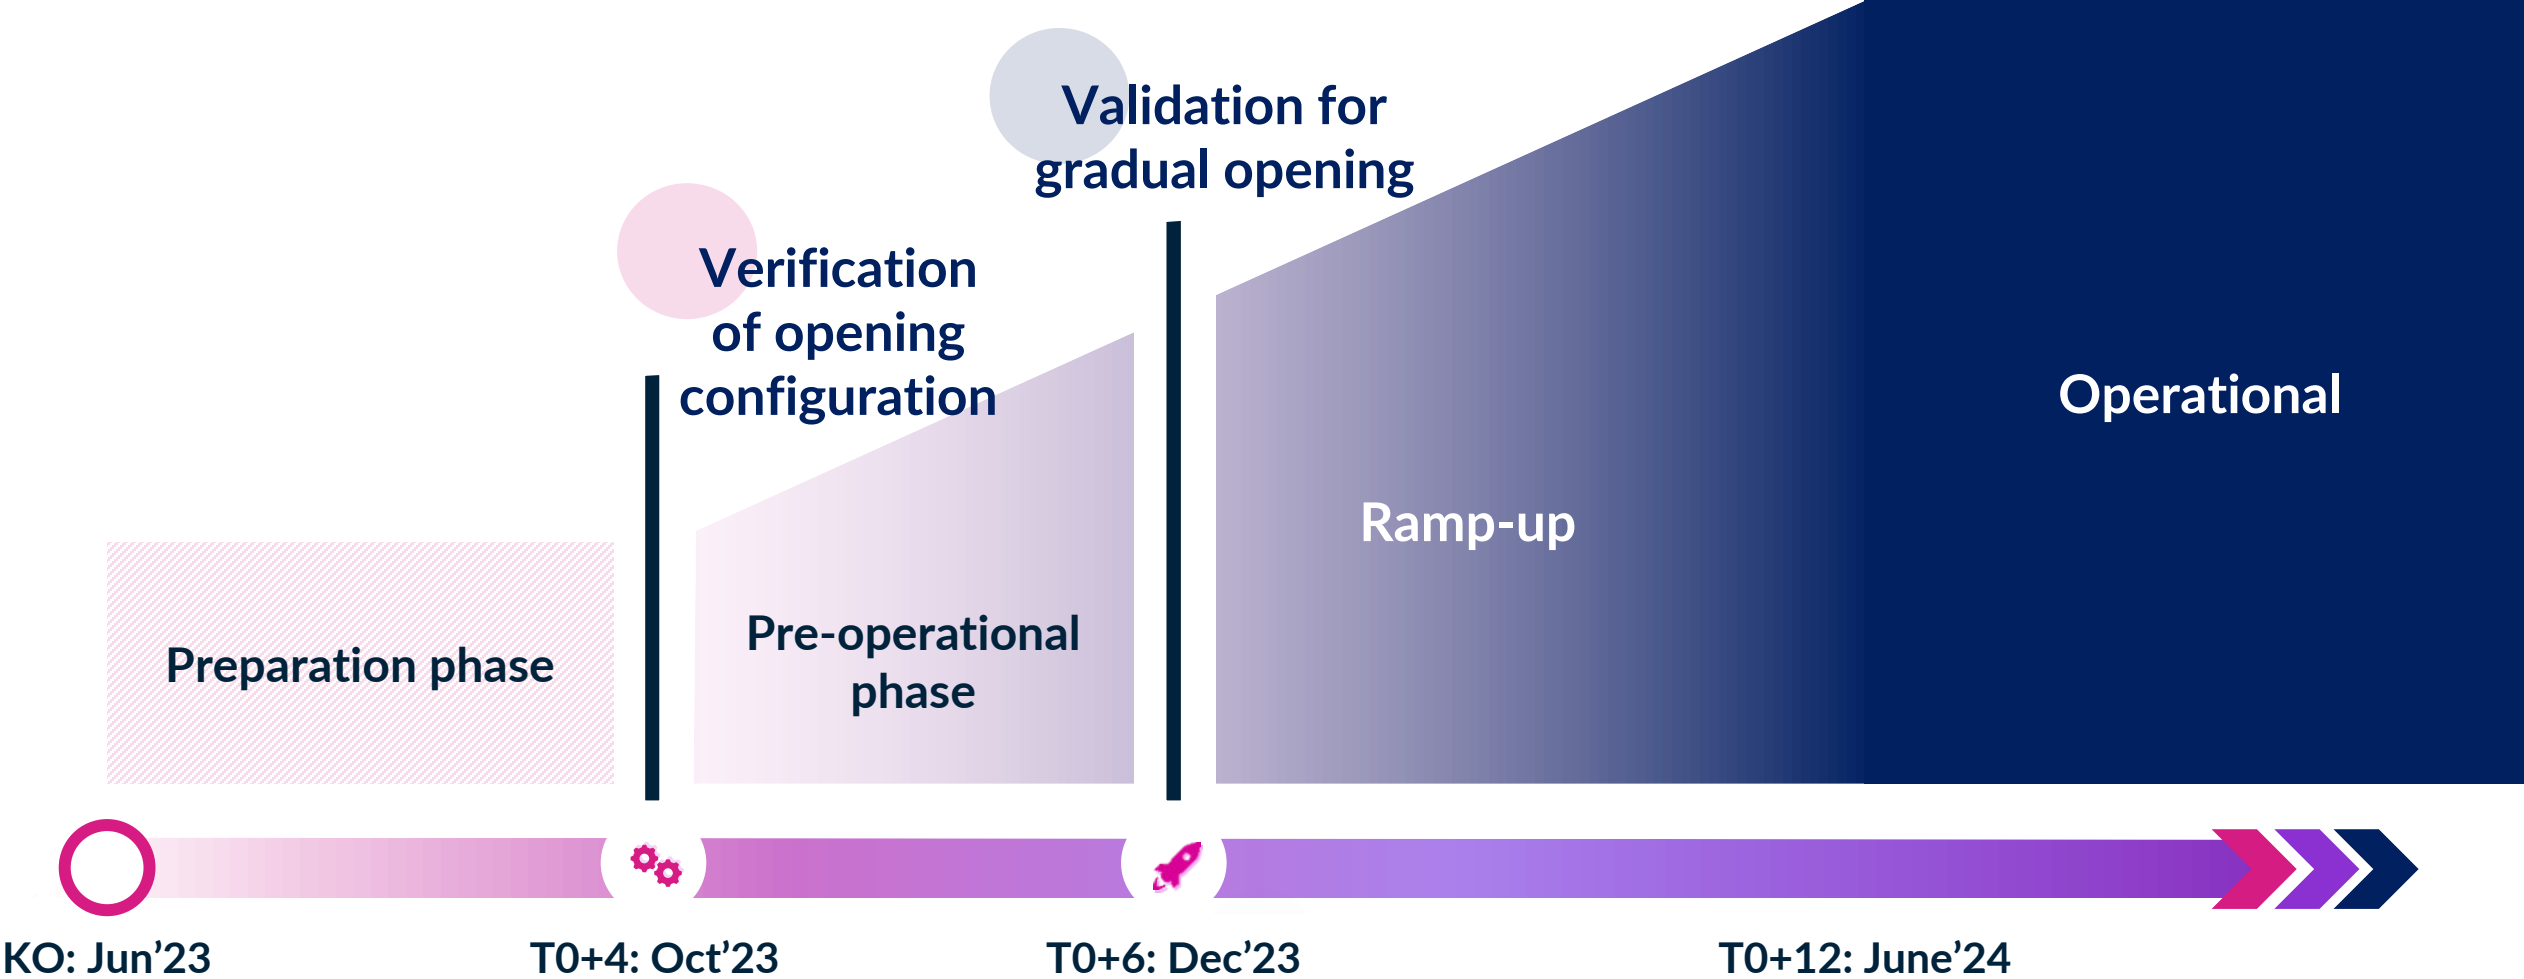 Validation for
gradual opening
Verification
of opening
configuration
Operational
Ramp-up
Pre-operational
phase
Preparation phase
KO: Jun’23
T0+4: Oct’23
T0+6: Dec’23
T0+12: June’24